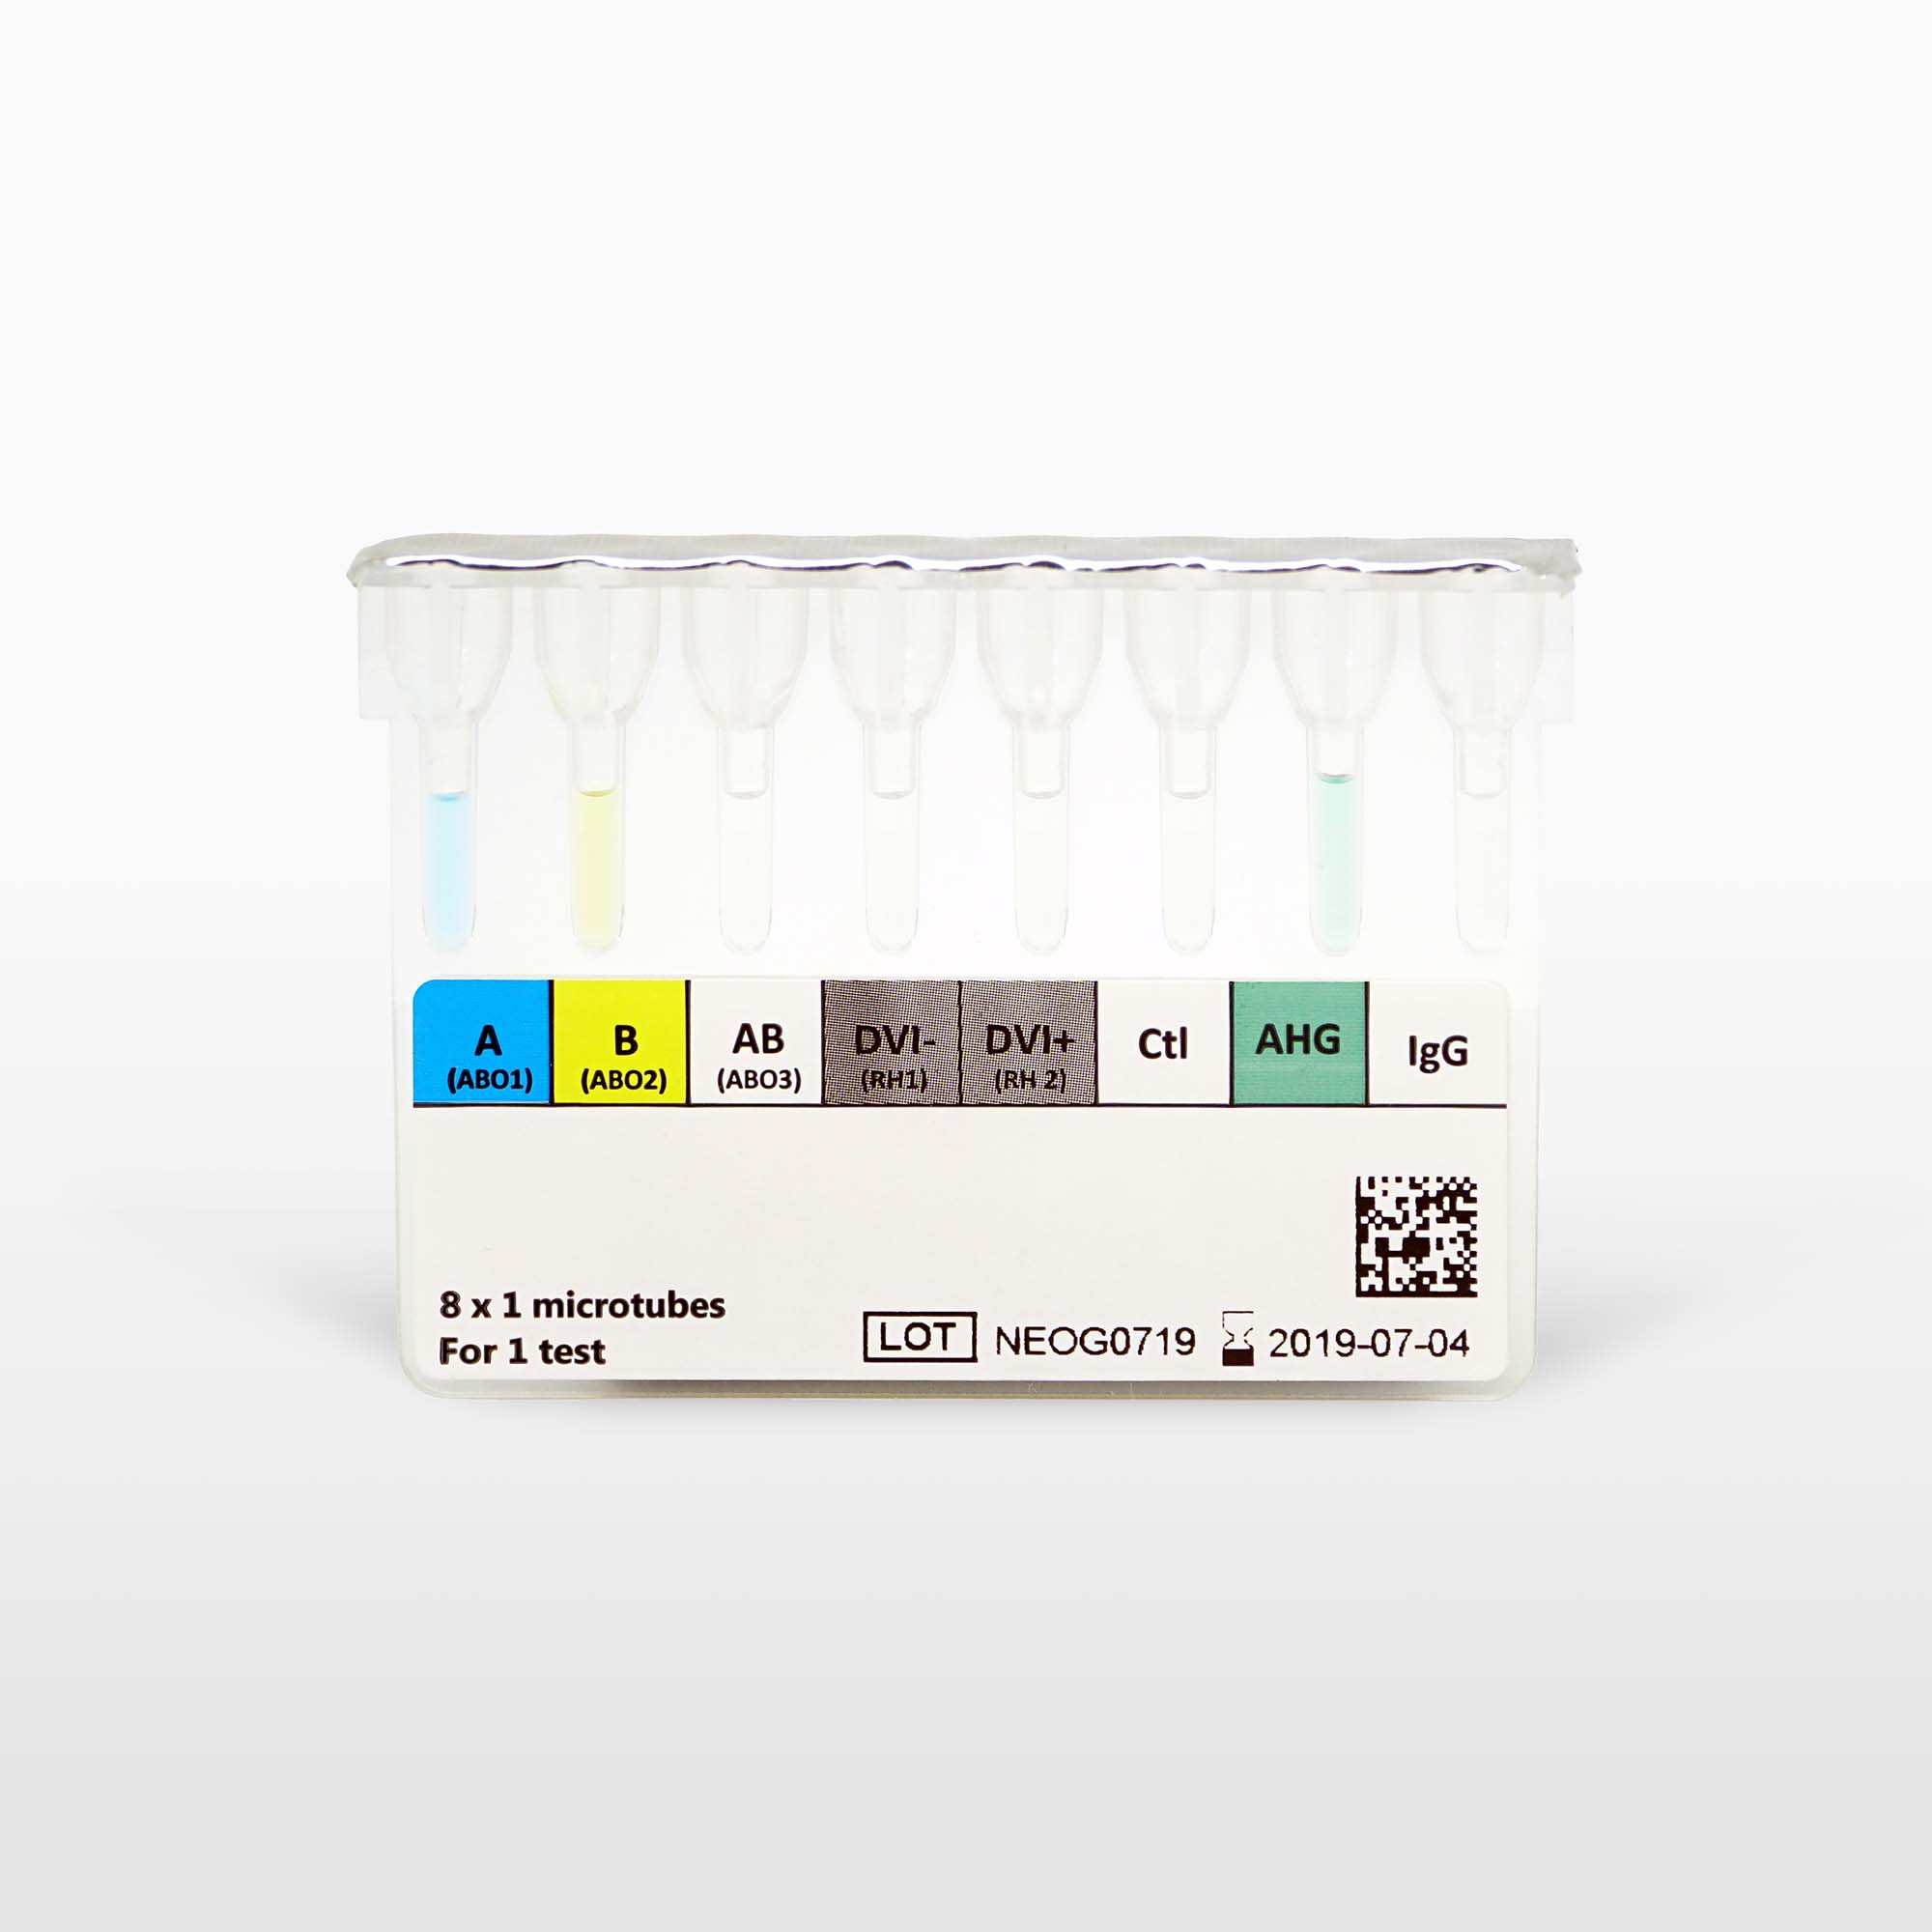 A B AB DVI- DVI+ Ctl AHG IgG
(ABO1) (ABO2) (ABO3) (RH1) (RH 2)
8 x 1 microtubes
For 1 test
LOT NEOG0719 2019-07-04